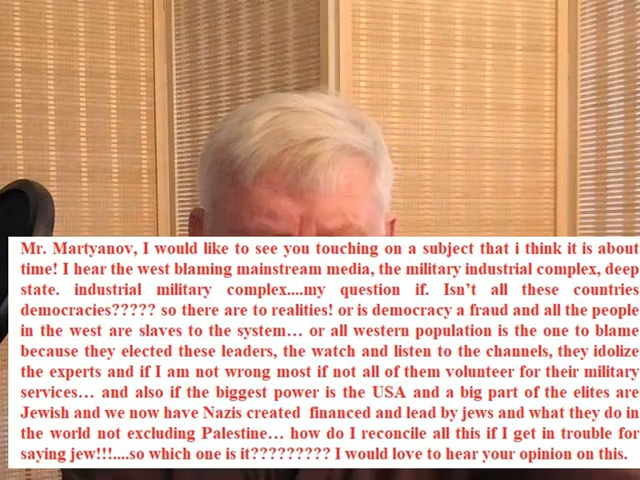 Mr. Martyanov, I would like to see you touching on a subject that i think it is about
time! I hear the west blaming mainstream media, the military industrial complex, deep
state. industrial military complex....my question if. Isn't all these countries
democracies????? so there are to realities! or is democracy a fraud and all the people
in the west are slaves to the system… or all western population is the one to blame
because they elected these leaders, the watch and listen to the channels, they idolize
the experts and if I am not wrong most if not all of them volunteer for their military
services… and also if the biggest power is the USA and a big part of the elites are
Jewish and we now have Nazis created financed and lead by jews and what they do in
the world not excluding Palestine… how do I reconcile all this if I get in trouble for
saying jew!!!....so which one is it????????? I would love to hear your opinion on this.